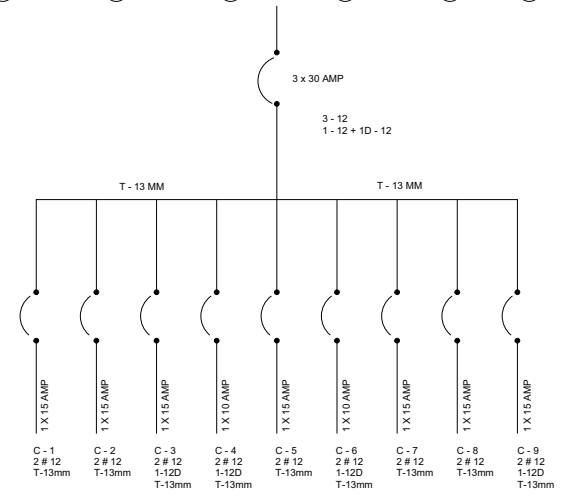 3 x 30 AMP
3 - 12
1 - 12 + 1D - 12
T - 13 MM
T - 13 MM
1 X 15 AMP
1 X 15 AMP
1 X 15 AMP
1 X 10 AMP
1 X 15 AMP
1 X 10 AMP
1 X 15 AMP
1 X 15 AMP
1 X 15 AMP
C - 1
2 # 12
T-13mm
C - 2
2 # 12
T-13mm
C - 3
2 # 12
1-12D
T-13mm
C - 4
2 # 12
1-12D
T-13mm
C - 5
2 # 12
T-13mm
C - 6
2 # 12
1-12D
T-13mm
C - 7
2 # 12
T-13mm
C - 8
2 # 12
T-13mm
C - 9
2 # 12
1-12D
T-13mm